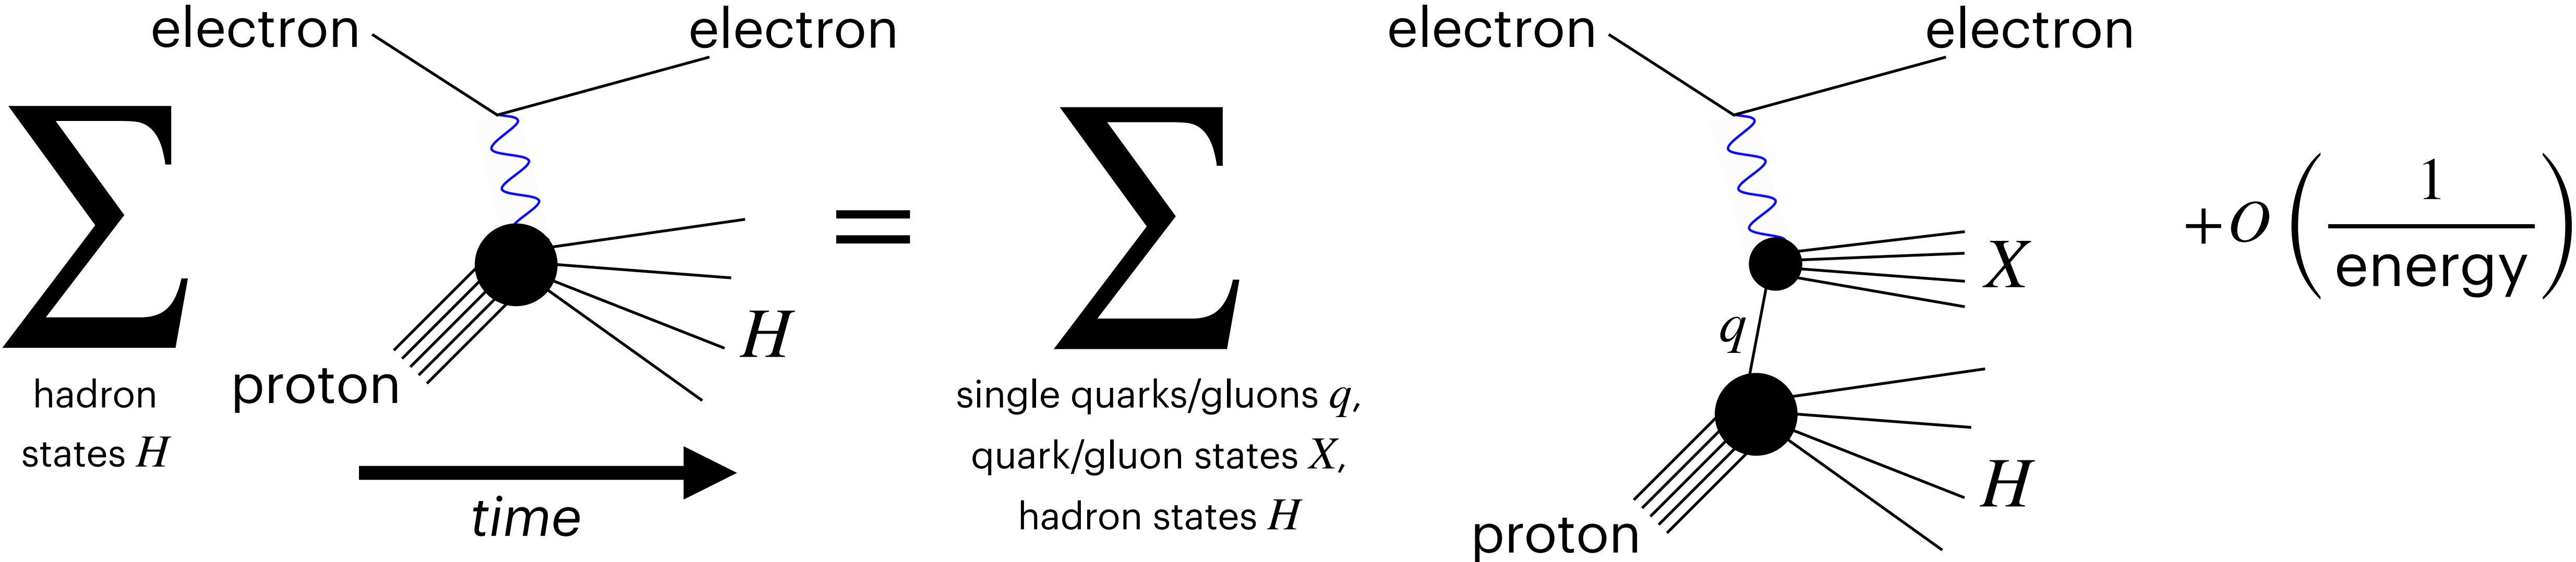 electron electron
∑
hadron
states H
proton
H
time
=
∑
single quarks/gluons q,
quark/gluon states X,
hadron states H
electron electron
X
q
H
proton
+O(1/energy)